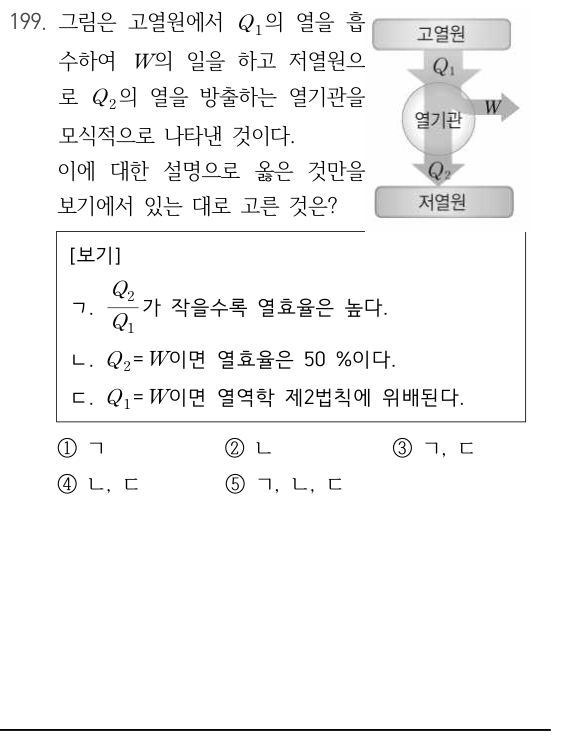 199. 그림은 고열원에서 Q₁의 열을 흡
수하여 W의 일을 하고 저열원으
로 Q₂의 열을 방출하는 열기관을
모식적으로 나타낸 것이다.
이에 대한 설명으로 옳은 것만을
보기에서 있는 대로 고른 것은?
고열원
Q₁
열기관
W
Q₂
저열원
[보기]
ㄱ. Q₂/Q₁가 작을수록 열효율은 높다.
ㄴ. Q₂=W이면 열효율은 50 %이다.
ㄷ. Q₁=W이면 열역학 제2법칙에 위배된다.
① ㄱ ② ㄴ ③ ㄱ, ㄷ
④ ㄴ, ㄷ ⑤ ㄱ, ㄴ, ㄷ